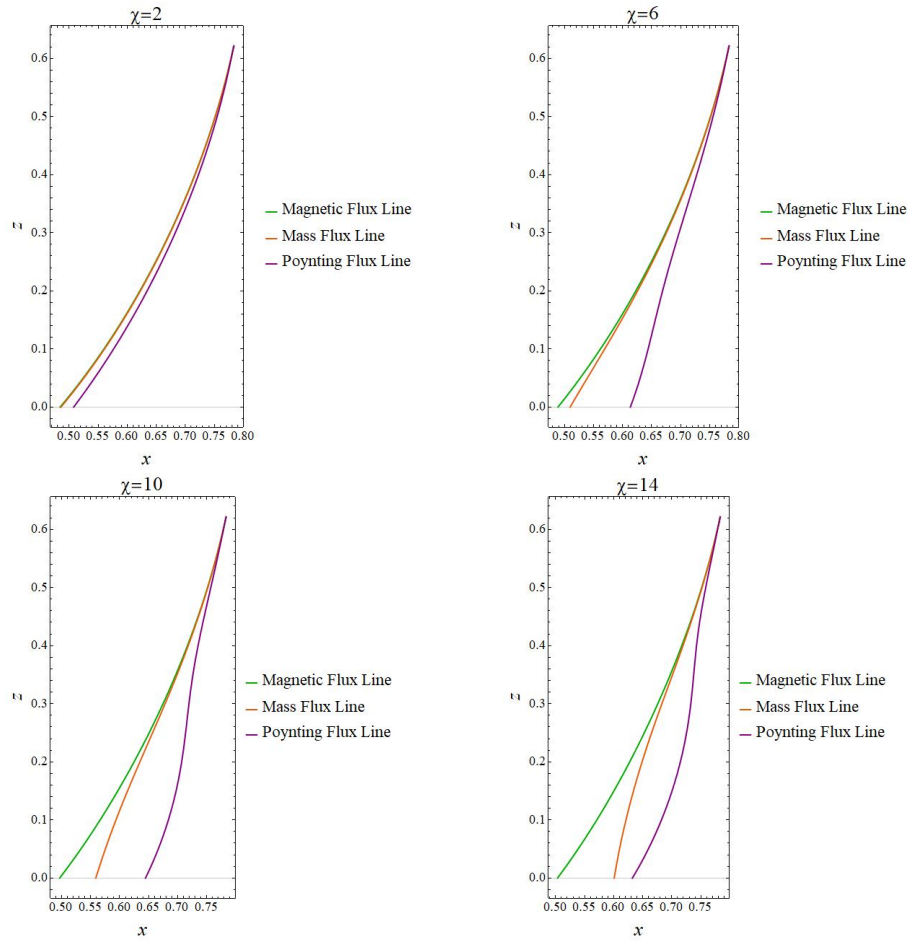 χ=2
0.6
0.5
0.4
0.3
0.2
0.1
0.0
z
0.50 0.55 0.60 0.65 0.70 0.75 0.80
x
Magnetic Flux Line
Mass Flux Line
Poynting Flux Line
χ=6
0.6
0.5
0.4
0.3
0.2
0.1
0.0
z
0.50 0.55 0.60 0.65 0.70 0.75 0.80
x
Magnetic Flux Line
Mass Flux Line
Poynting Flux Line
χ=10
0.6
0.5
0.4
0.3
0.2
0.1
0.0
z
0.50 0.55 0.60 0.65 0.70 0.75
x
Magnetic Flux Line
Mass Flux Line
Poynting Flux Line
χ=14
0.6
0.5
0.4
0.3
0.2
0.1
0.0
z
0.50 0.55 0.60 0.65 0.70 0.75
x
Magnetic Flux Line
Mass Flux Line
Poynting Flux Line